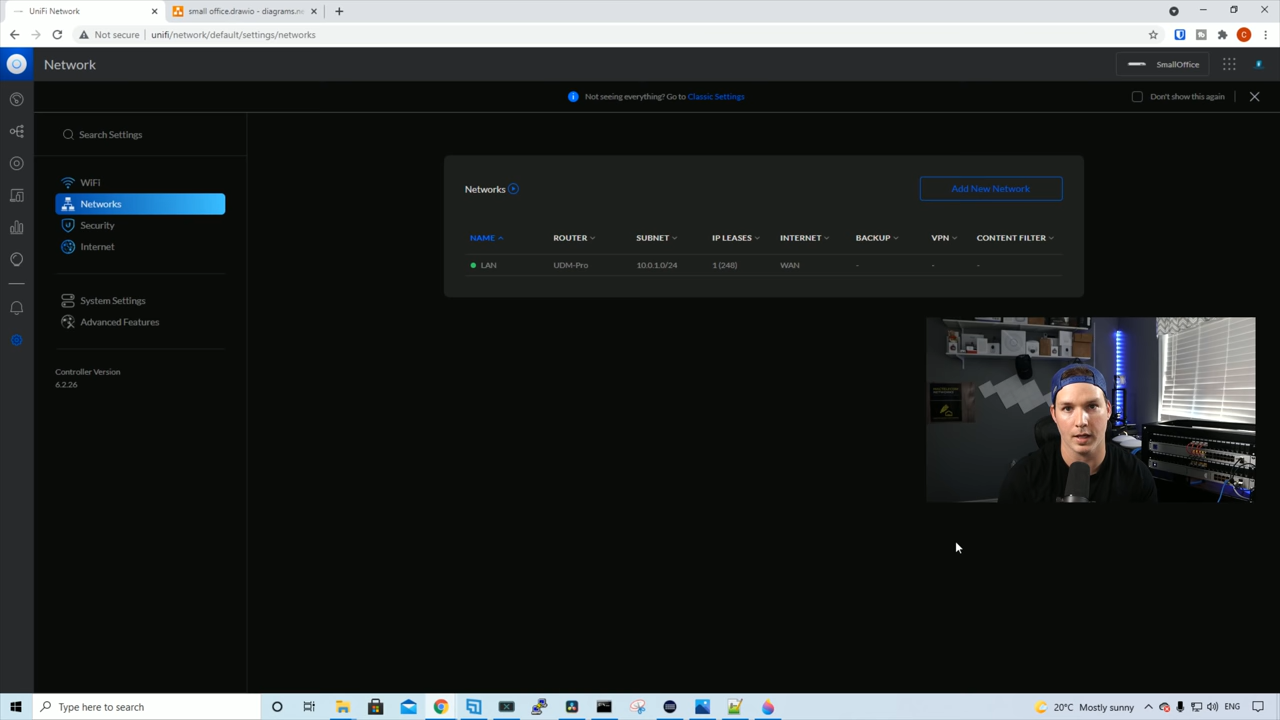 UniFi Network
small office.drawio - diagrams.ne
Not secure
unifi/network/default/settings/networks
C
Network
SmallOffice
Not seeing everything? Go to Classic Settings
Don't show this again
Search Settings
WiFi
Networks
Security
Internet
System Settings
Advanced Features
Controller Version
6.2.26
Networks
Add New Network
NAME ROUTER SUBNET IP LEASES INTERNET BACKUP VPN CONTENT FILTER
LAN UDM-Pro 10.0.1.0/24 1 (248) WAN - - -
Type here to search
20°C Mostly sunny
ENG